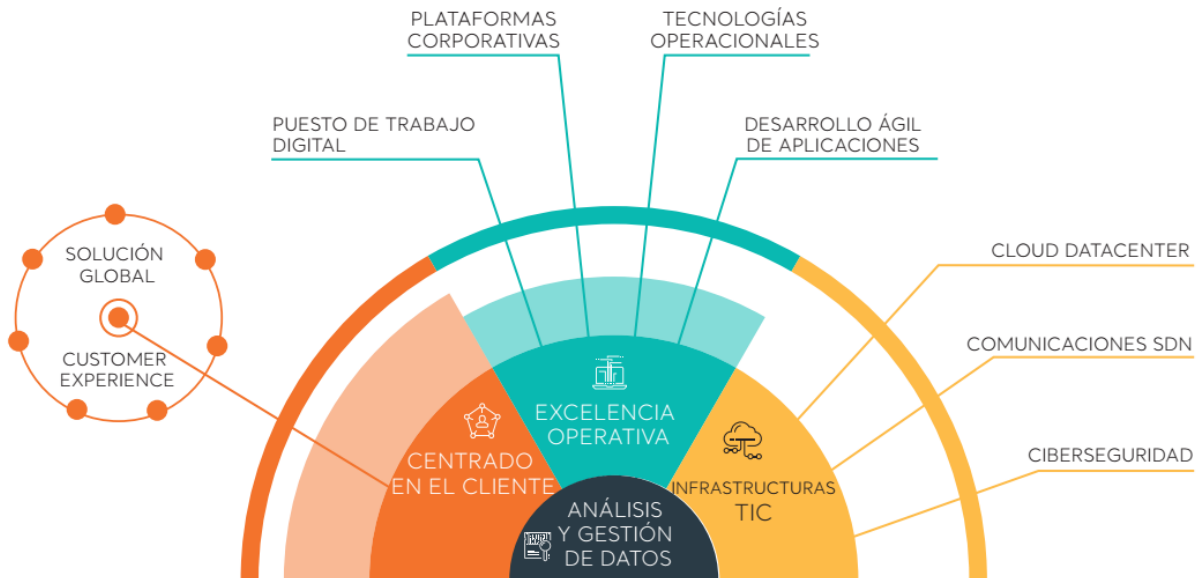 PLATAFORMAS
CORPORATIVAS
TECNOLOGÍAS
OPERACIONALES
PUESTO DE TRABAJO
DIGITAL
DESARROLLO ÁGIL
DE APLICACIONES
SOLUCIÓN
GLOBAL
CUSTOMER
EXPERIENCE
CLOUD DATACENTER
COMUNICACIONES SDN
CIBERSEGURIDAD
CENTRADO
EN EL CLIENTE
EXCELENCIA
OPERATIVA
INFRASTRUCTURAS
TIC
ANÁLISIS
Y GESTIÓN
DE DATOS